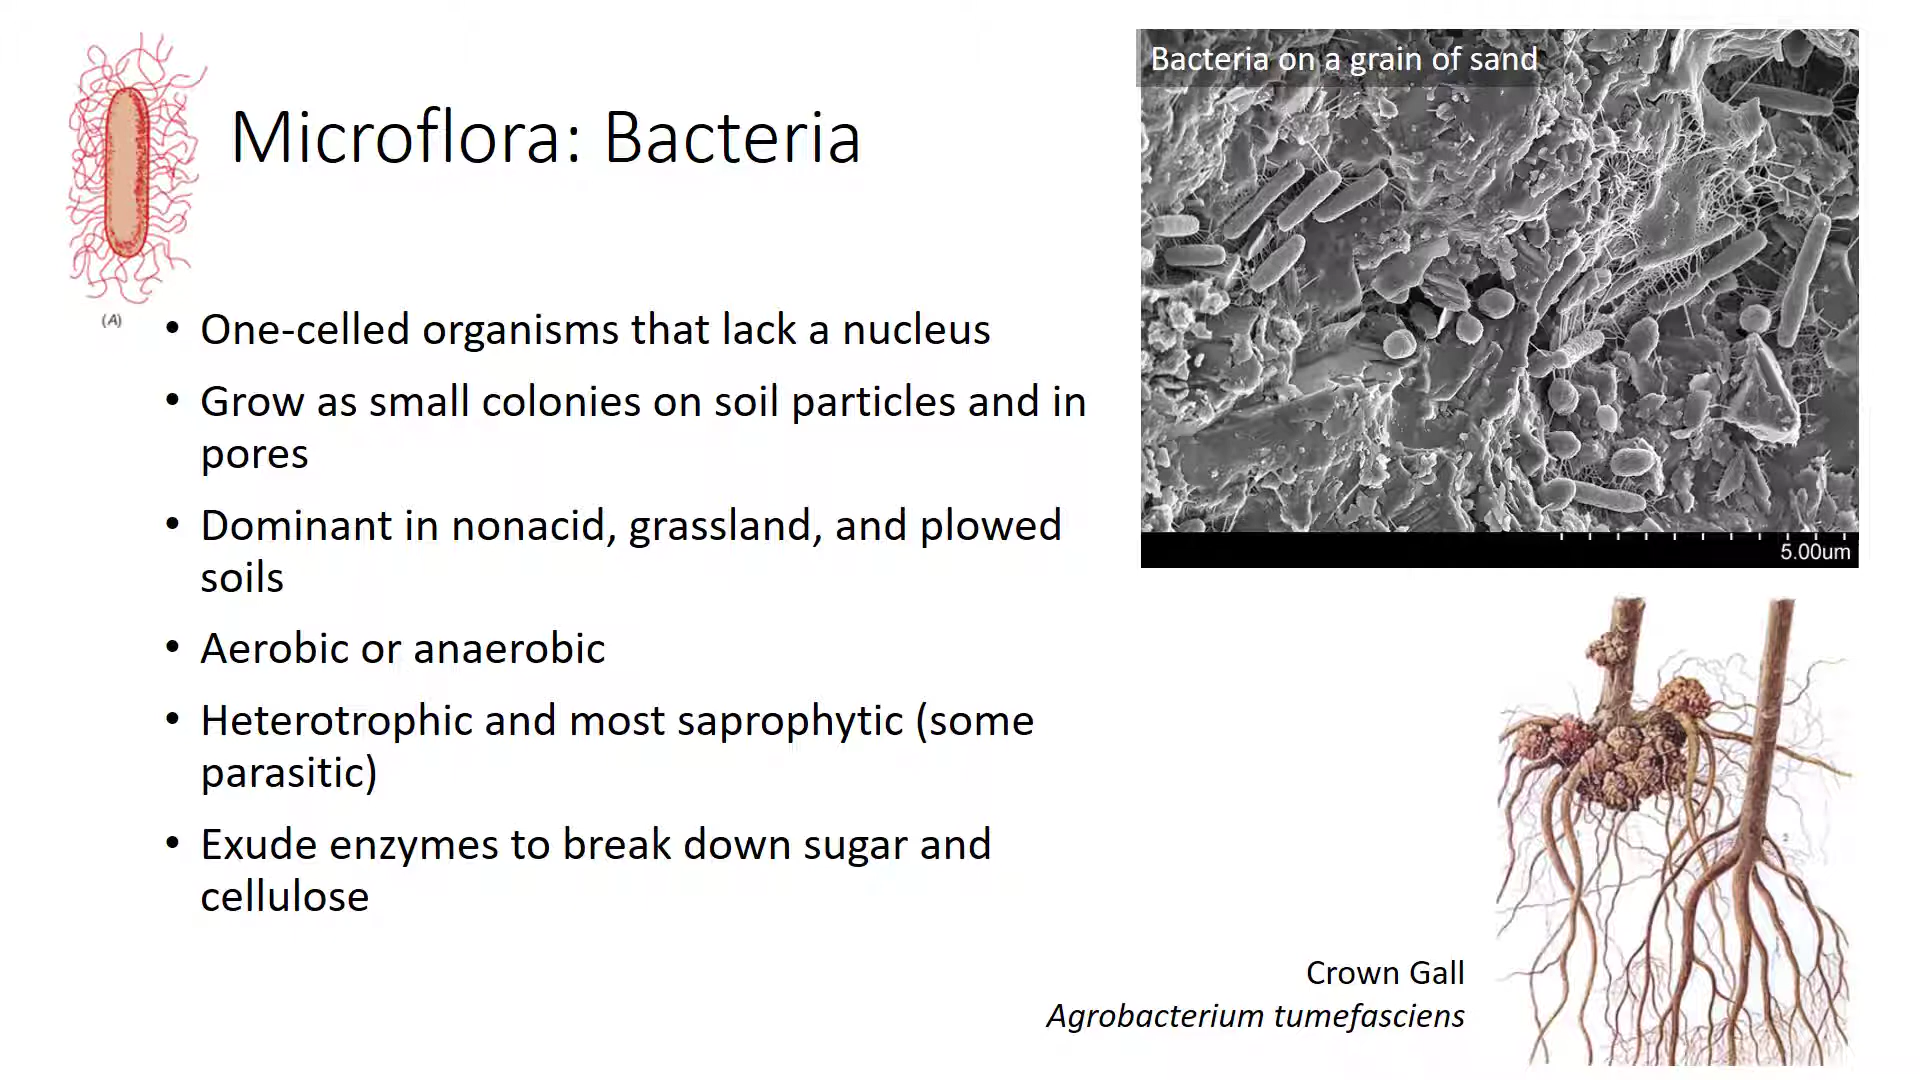 Bacteria on a grain of sand
Microflora: Bacteria
(A)
• One-celled organisms that lack a nucleus
• Grow as small colonies on soil particles and in
pores
• Dominant in nonacid, grassland, and plowed
soils
• Aerobic or anaerobic
• Heterotrophic and most saprophytic (some
parasitic)
• Exude enzymes to break down sugar and
cellulose
5.00um
Crown Gall
Agrobacterium tumefasciens